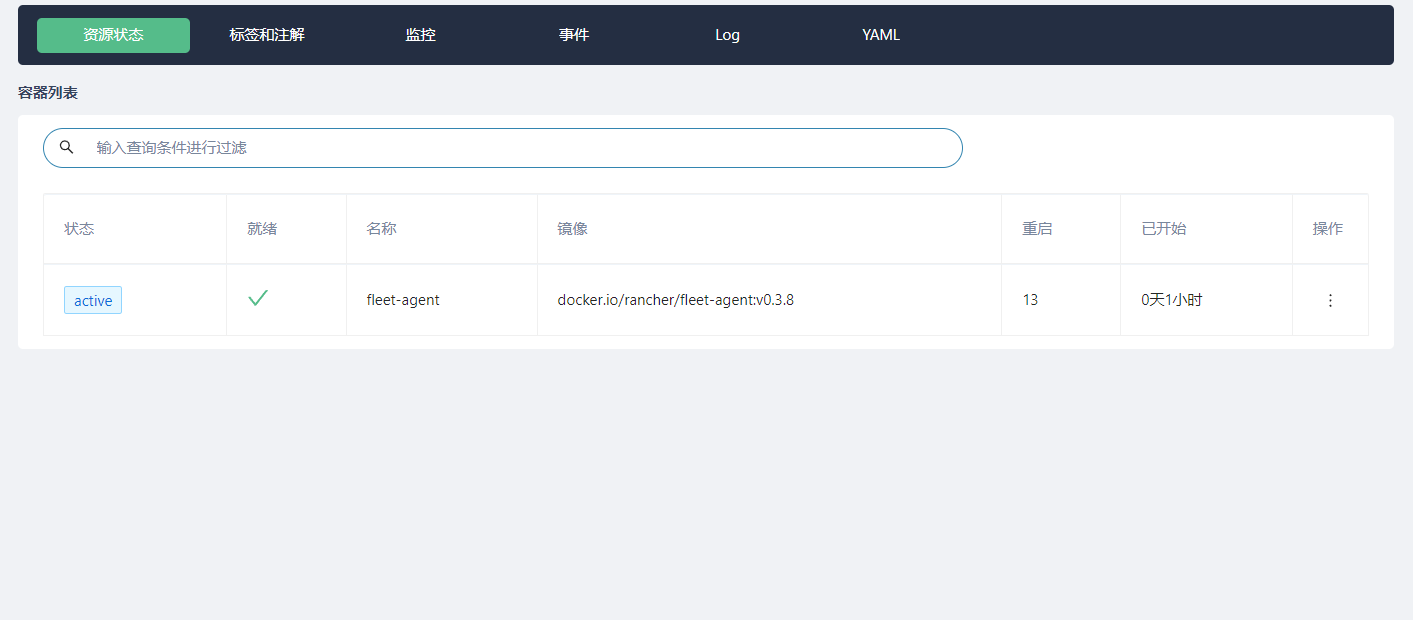 资源状态 标签和注解 监控 事件 Log YAML
容器列表
输入查询条件进行过滤
状态 就绪 名称 镜像 重启 已开始 操作
active fleet-agent docker.io/rancher/fleet-agent:v0.3.8 13 0天1小时